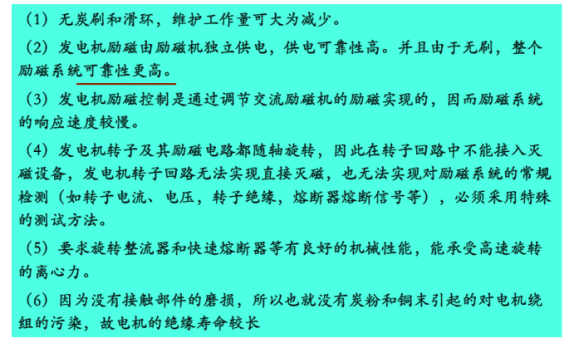 （1）无炭刷和滑环，维护工作量可大为减少。
（2）发电机励磁由励磁机独立供电，供电可靠性高。并且由于无刷，整个
励磁系统可靠性更高。
（3）发电机励磁控制是通过调节交流励磁机的励磁实现的，因而励磁系统
的响应速度较慢。
（4）发电机转子及其励磁电路都随轴旋转，因此在转子回路中不能接入灭
磁设备，发电机转子回路无法实现直接灭磁，也无法实现对励磁系统的常规
检测（如转子电流、电压，转子绝缘，熔断器熔断信号等），必须采用特殊
的测试方法。
（5）要求旋转整流器和快速熔断器等有良好的机械性能，能承受高速旋转
的离心力。
（6）因为没有接触部件的磨损，所以也就没有炭粉和铜末引起的对电机绕
组的污染，故电机的绝缘寿命较长